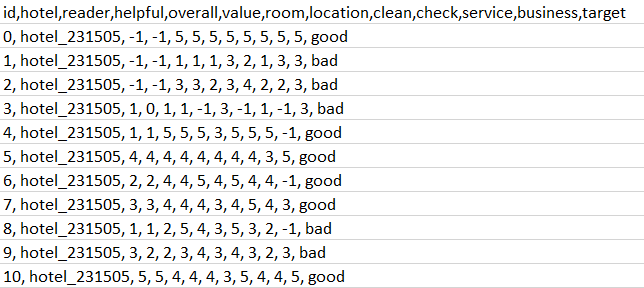 id,hotel,reader,helpful,overall,value,room,location,clean,check,service,business,target
0, hotel_231505, -1, -1, 5, 5, 5, 5, 5, 5, 5, 5, good
1, hotel_231505, -1, -1, 1, 1, 1, 3, 2, 1, 3, 3, bad
2, hotel_231505, -1, -1, 3, 3, 2, 3, 4, 2, 2, 3, bad
3, hotel_231505, 1, 0, 1, 1, -1, 3, -1, 1, -1, 3, bad
4, hotel_231505, 1, 1, 5, 5, 5, 3, 5, 5, 5, -1, good
5, hotel_231505, 4, 4, 4, 4, 4, 4, 4, 4, 3, 5, good
6, hotel_231505, 2, 2, 4, 4, 5, 4, 5, 4, 4, -1, good
7, hotel_231505, 3, 3, 4, 4, 4, 3, 4, 5, 4, 3, good
8, hotel_231505, 1, 1, 2, 5, 4, 3, 5, 3, 2, -1, bad
9, hotel_231505, 3, 2, 2, 3, 4, 3, 4, 3, 2, 3, bad
10, hotel_231505, 5, 5, 4, 4, 4, 3, 5, 4, 4, 5, good